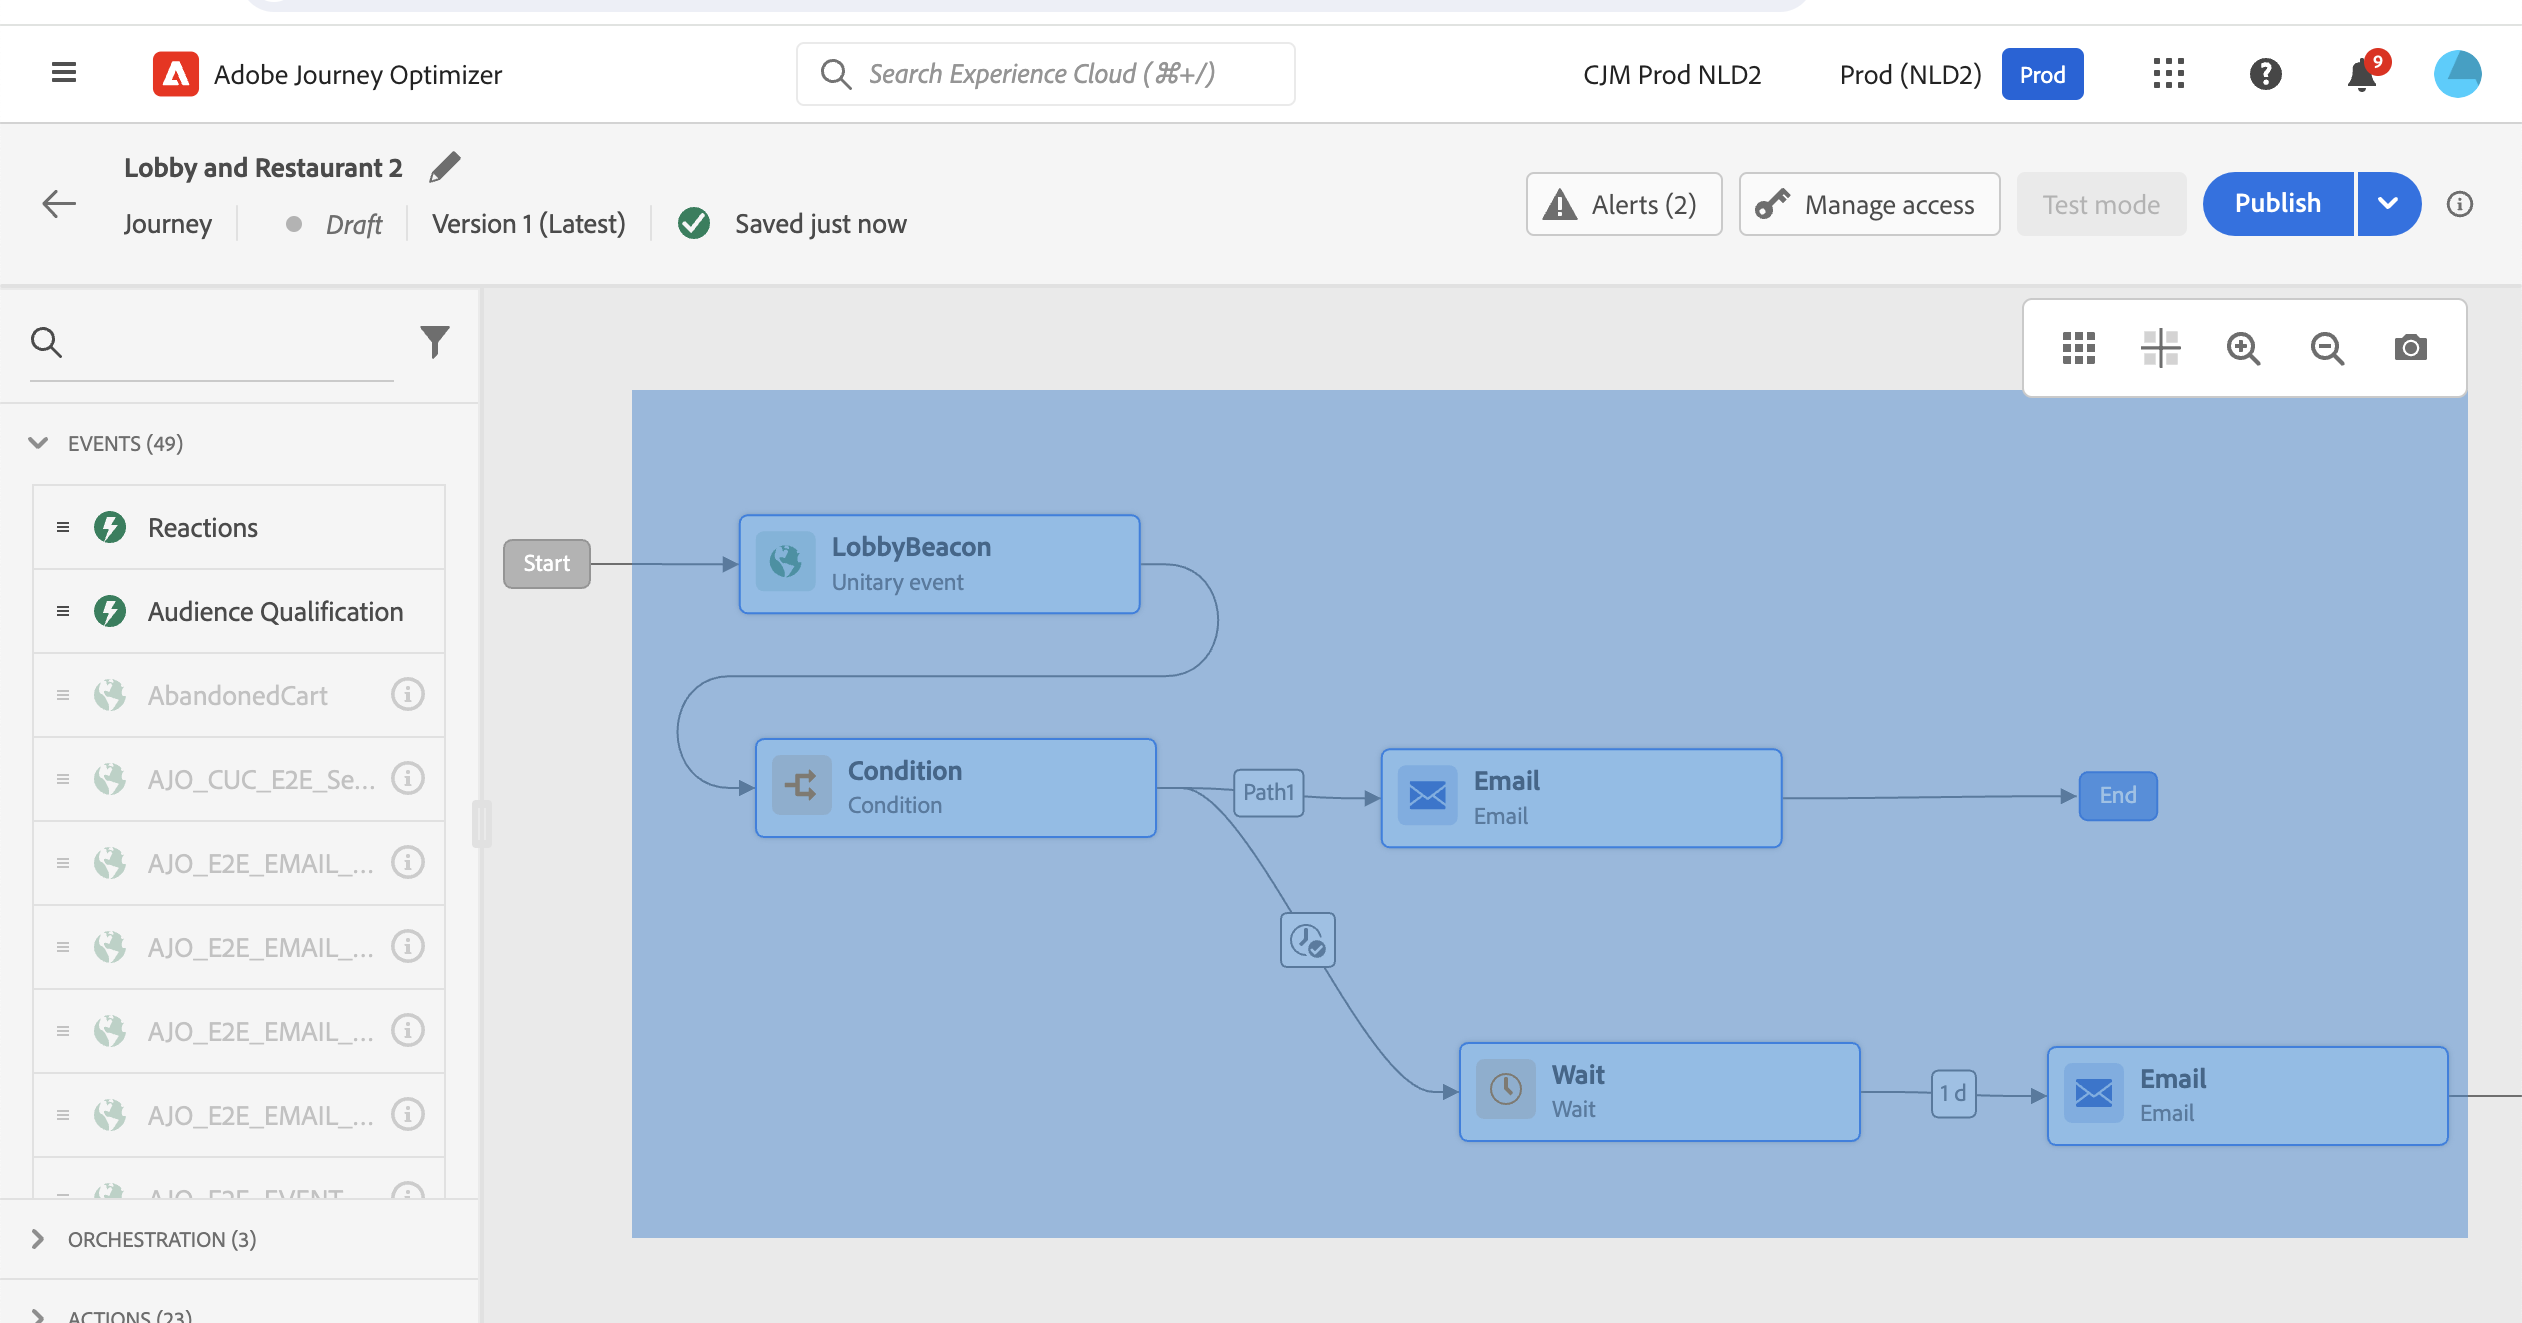 Adobe Journey Optimizer
Search Experience Cloud (⌘+/)
CJM Prod NLD2
Prod (NLD2)
Prod
9
Lobby and Restaurant 2
Journey
Draft
Version 1 (Latest)
Saved just now
Alerts (2)
Manage access
Test mode
Publish
EVENTS (49)
Reactions
Audience Qualification
AbandonedCart
AJO_CUC_E2E_Se...
AJO_E2E_EMAIL_...
AJO_E2E_EMAIL_...
AJO_E2E_EMAIL_...
AJO_E2E_EMAIL_...
AJO_E2E_EVENT
ORCHESTRATION (3)
ACTIONS (23)
Start
LobbyBeacon
Unitary event
Condition
Condition
Path1
Email
Email
End
Wait
Wait
1 d
Email
Email